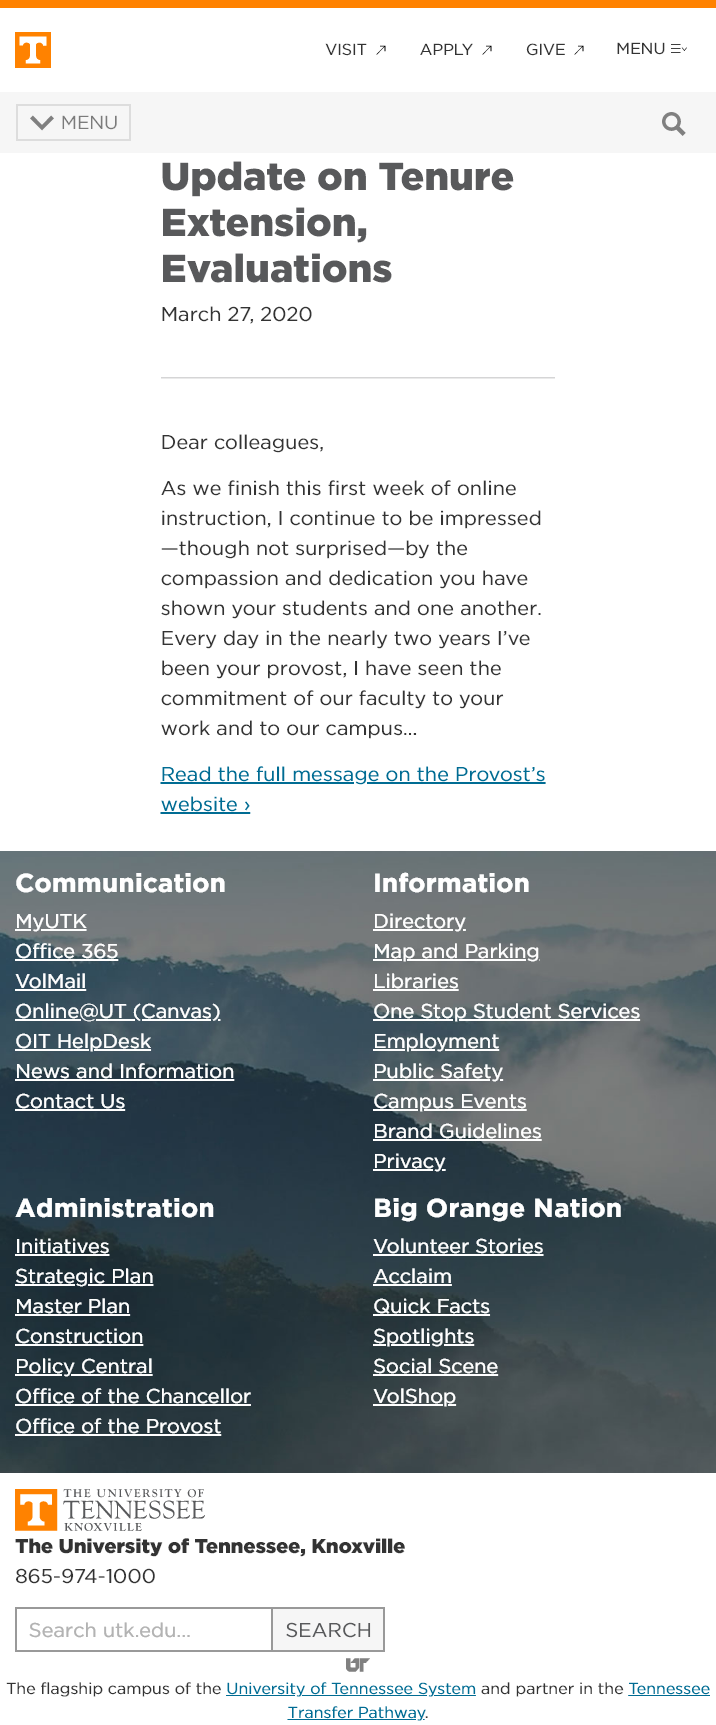 T
VISIT ↗ APPLY ↗ GIVE ↗ MENU
MENU
Update on Tenure
Extension,
Evaluations
March 27, 2020
Dear colleagues,
As we finish this first week of online
instruction, I continue to be impressed
—though not surprised—by the
compassion and dedication you have
shown your students and one another.
Every day in the nearly two years I’ve
been your provost, I have seen the
commitment of our faculty to your
work and to our campus…
Read the full message on the Provost’s
website ›
Communication
MyUTK
Office 365
VolMail
Online@UT (Canvas)
OIT HelpDesk
News and Information
Contact Us
Information
Directory
Map and Parking
Libraries
One Stop Student Services
Employment
Public Safety
Campus Events
Brand Guidelines
Privacy
Administration
Initiatives
Strategic Plan
Master Plan
Construction
Policy Central
Office of the Chancellor
Office of the Provost
Big Orange Nation
Volunteer Stories
Acclaim
Quick Facts
Spotlights
Social Scene
VolShop
T
THE UNIVERSITY OF
TENNESSEE
KNOXVILLE
The University of Tennessee, Knoxville
865-974-1000
Search utk.edu... SEARCH
UT
The flagship campus of the University of Tennessee System and partner in the Tennessee
Transfer Pathway.